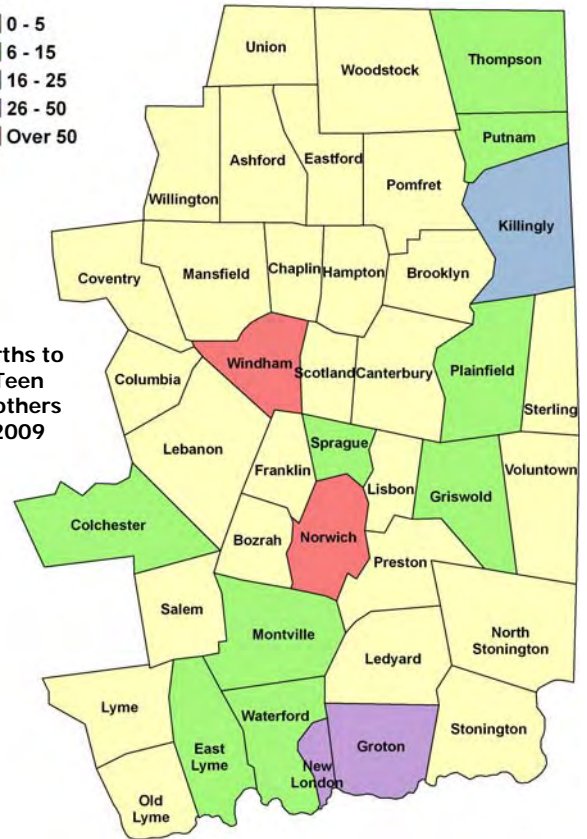 0 - 5
6 - 15
16 - 25
26 - 50
Over 50
Union
Woodstock
Thompson
Putnam
Ashford
Eastford
Pomfret
Willington
Killingly
Coventry
Mansfield
Chaplin
Hampton
Brooklyn
rths to
Teen
others
2009
Windham
Scotland
Canterbury
Plainfield
Columbia
Sterling
Lebanon
Sprague
Franklin
Lisbon
Griswold
Voluntown
Colchester
Bozrah
Norwich
Preston
Salem
Montville
Ledyard
North
Stonington
Lyme
East
Lyme
Waterford
New
London
Groton
Stonington
Old
Lyme